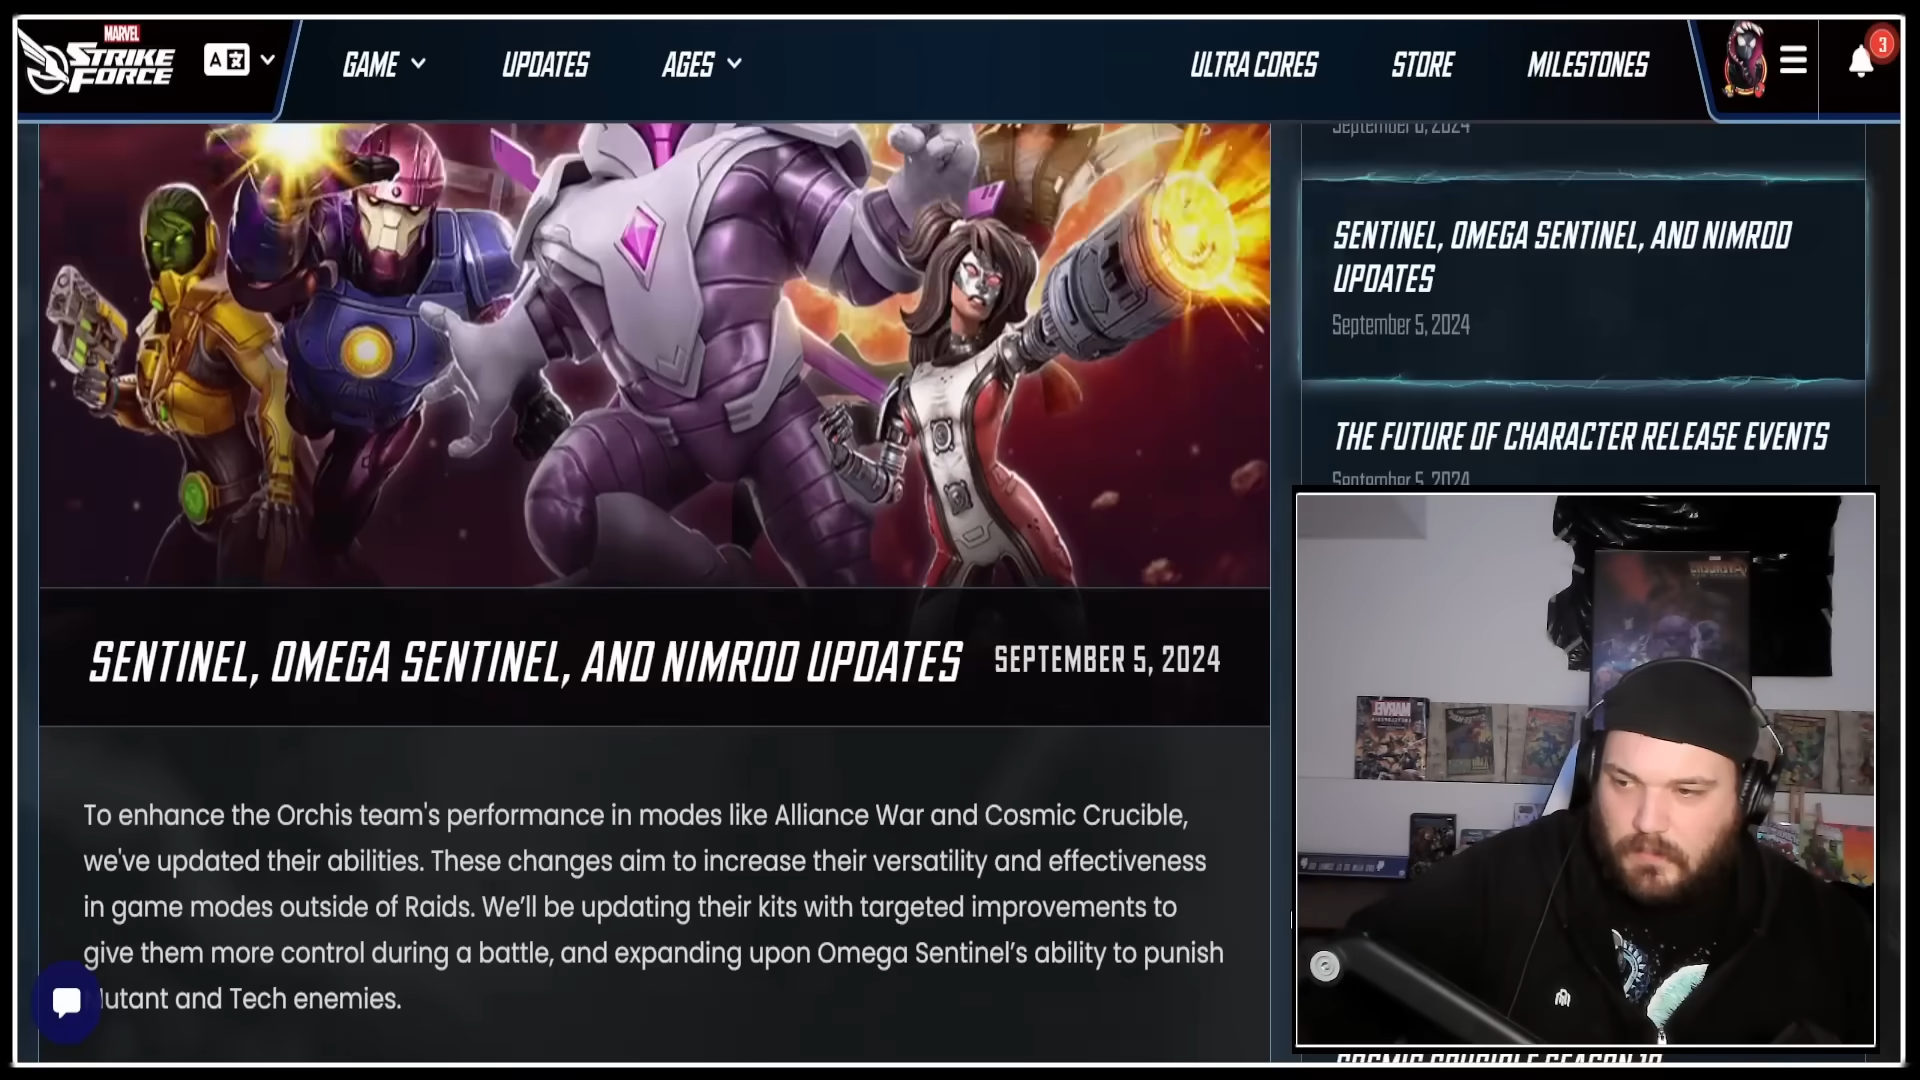 MARVEL
STRIKE
FORCE
GAME
UPDATES
AGES
ULTRA CORES
STORE
MILESTONES
3
SENTINEL, OMEGA SENTINEL, AND NIMROD UPDATES
SEPTEMBER 5, 2024
To enhance the Orchis team's performance in modes like Alliance War and Cosmic Crucible,
we've updated their abilities. These changes aim to increase their versatility and effectiveness
in game modes outside of Raids. We’ll be updating their kits with targeted improvements to
give them more control during a battle, and expanding upon Omega Sentinel’s ability to punish
Mutant and Tech enemies.
SENTINEL, OMEGA SENTINEL, AND NIMROD
UPDATES
September 5, 2024
THE FUTURE OF CHARACTER RELEASE EVENTS
September 5, 2024
MARVEL